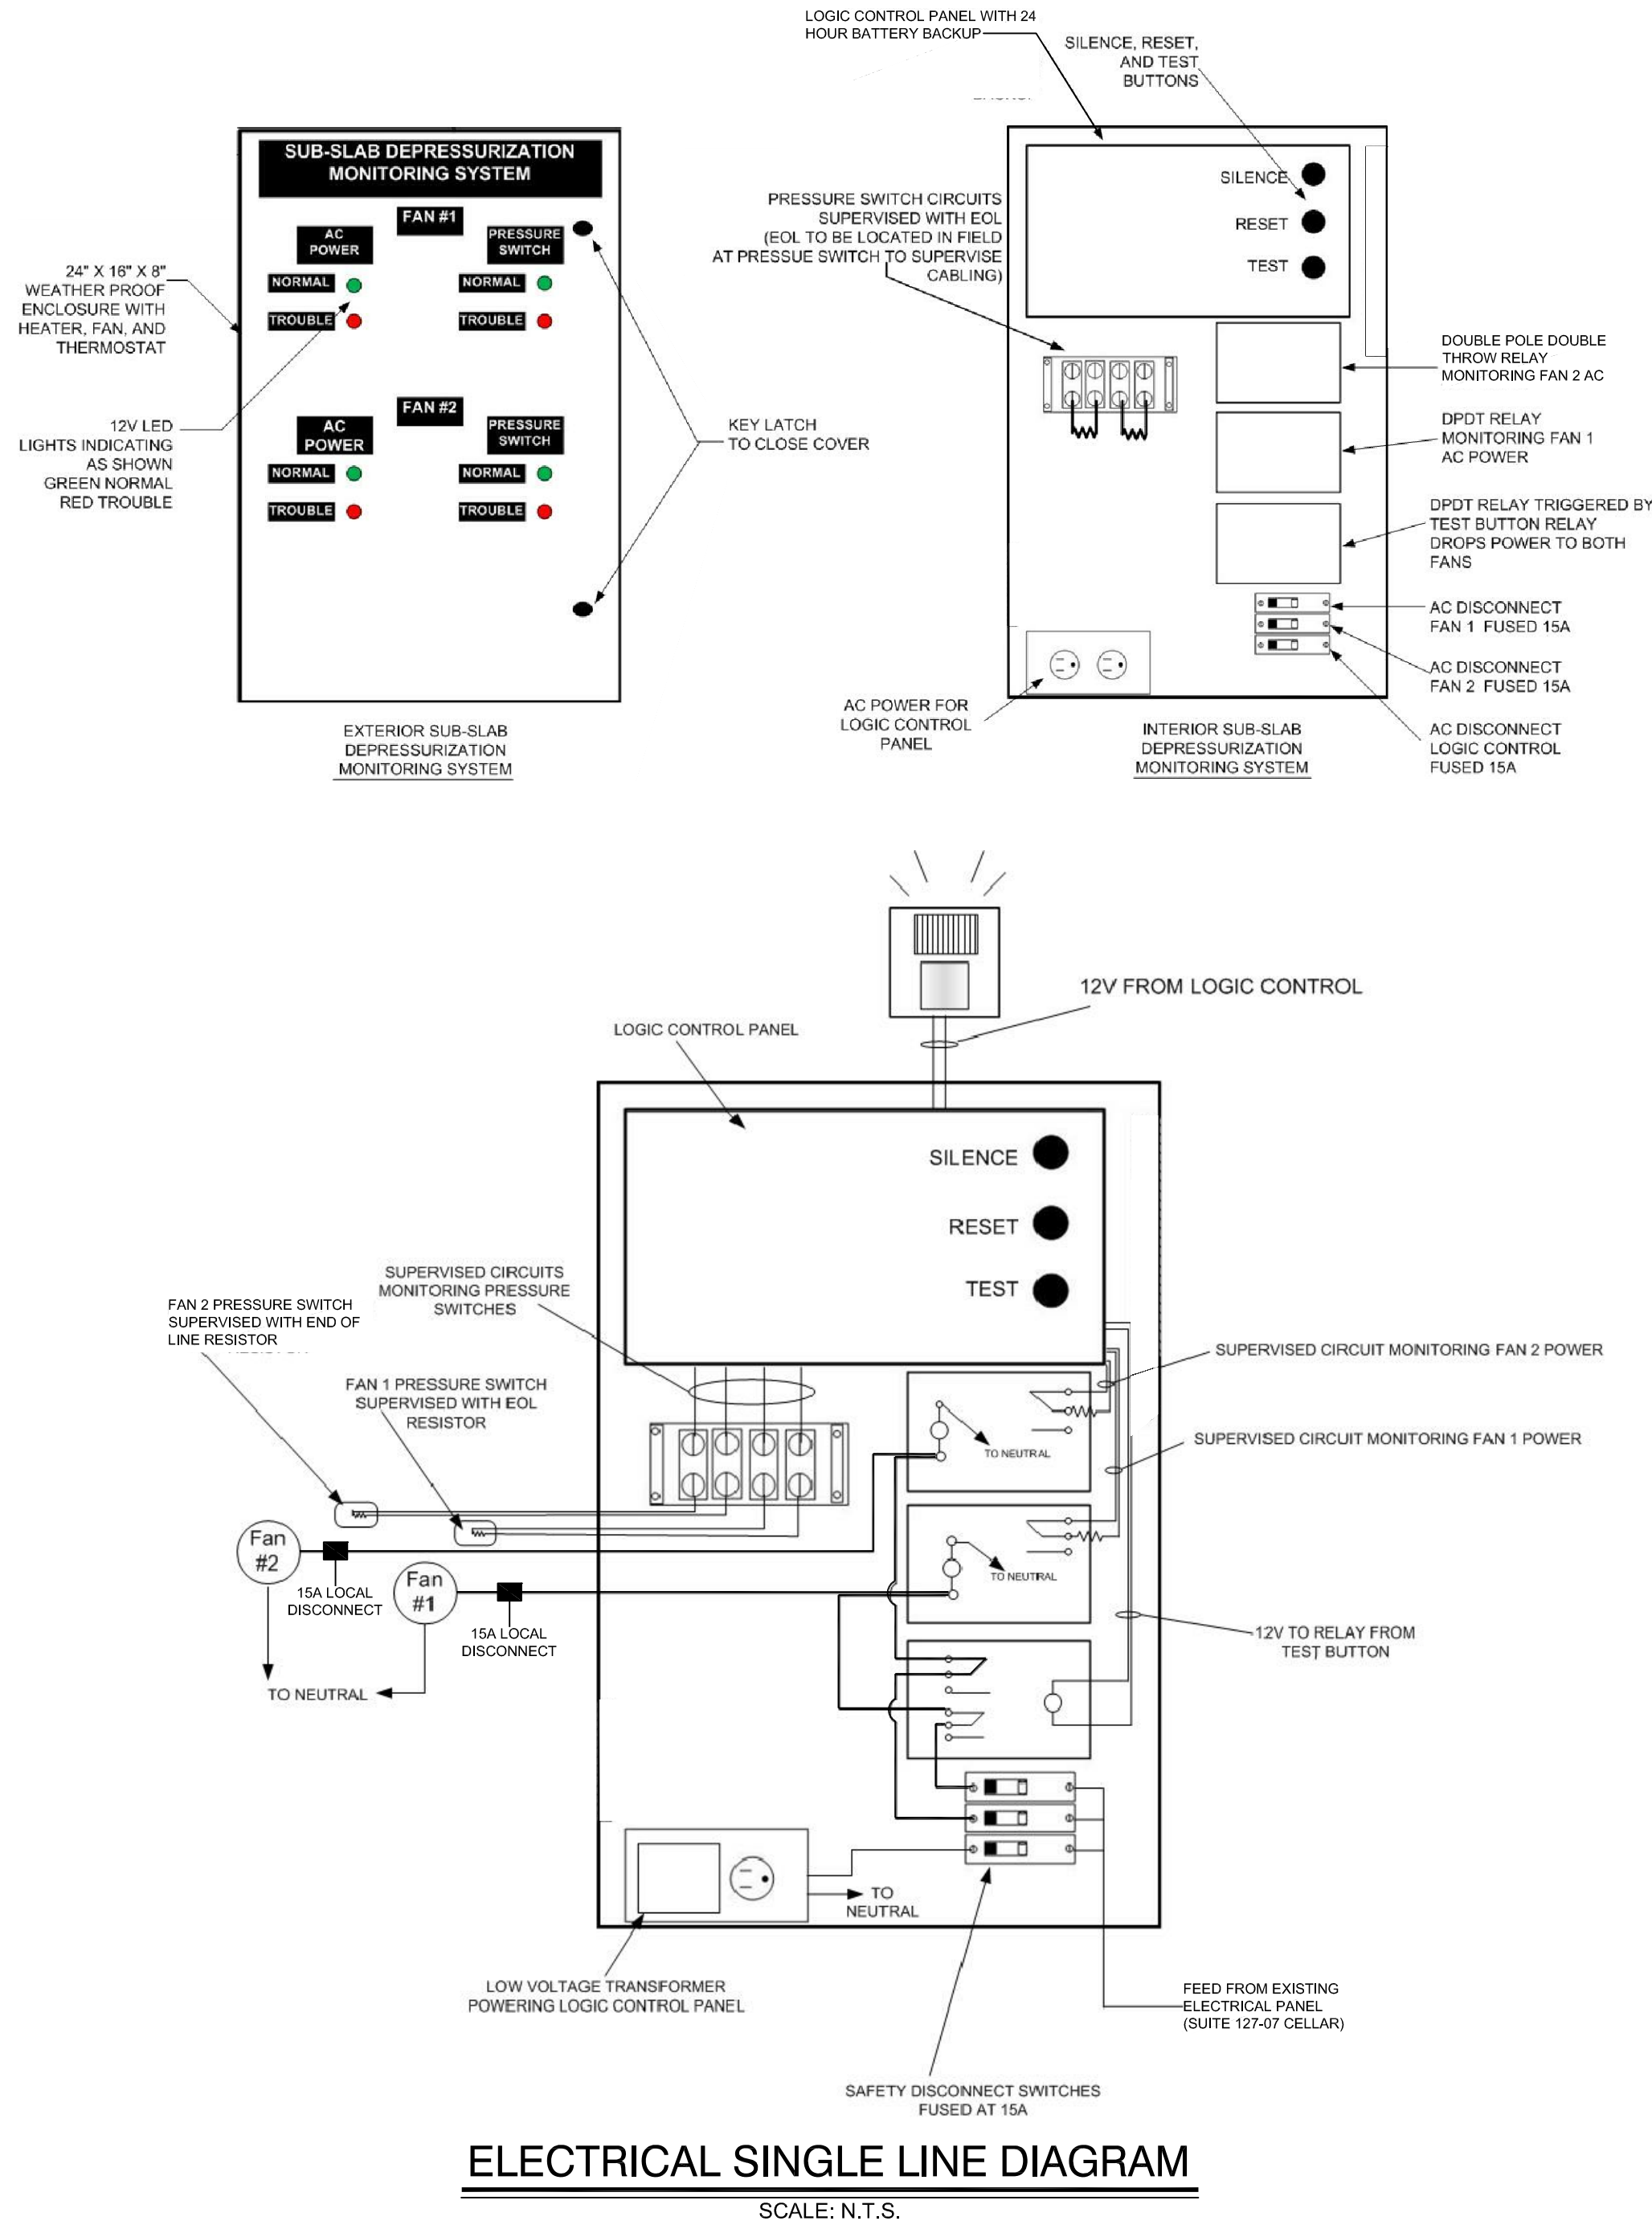 LOGIC CONTROL PANEL WITH 24
HOUR BATTERY BACKUP
SILENCE, RESET,
AND TEST
BUTTONS
SUB-SLAB DEPRESSURIZATION
MONITORING SYSTEM
FAN #1
AC
POWER
PRESSURE
SWITCH
NORMAL
NORMAL
TROUBLE
TROUBLE
FAN #2
AC
POWER
PRESSURE
SWITCH
NORMAL
NORMAL
TROUBLE
TROUBLE
24" X 16" X 8"
WEATHER PROOF
ENCLOSURE WITH
HEATER, FAN, AND
THERMOSTAT
12V LED
LIGHTS INDICATING
AS SHOWN
GREEN NORMAL
RED TROUBLE
KEY LATCH
TO CLOSE COVER
EXTERIOR SUB-SLAB
DEPRESSURIZATION
MONITORING SYSTEM
PRESSURE SWITCH CIRCUITS
SUPERVISED WITH EOL
(EOL TO BE LOCATED IN FIELD
AT PRESSUE SWITCH TO SUPERVISE
CABLING)
SILENCE
RESET
TEST
DOUBLE POLE DOUBLE
THROW RELAY
MONITORING FAN 2 AC
DPDT RELAY
MONITORING FAN 1
AC POWER
DPDT RELAY TRIGGERED BY
TEST BUTTON RELAY
DROPS POWER TO BOTH
FANS
AC DISCONNECT
FAN 1 FUSED 15A
AC DISCONNECT
FAN 2 FUSED 15A
AC DISCONNECT
LOGIC CONTROL
FUSED 15A
AC POWER FOR
LOGIC CONTROL
PANEL
INTERIOR SUB-SLAB
DEPRESSURIZATION
MONITORING SYSTEM
12V FROM LOGIC CONTROL
LOGIC CONTROL PANEL
SILENCE
RESET
TEST
SUPERVISED CIRCUITS
MONITORING PRESSURE
SWITCHES
FAN 2 PRESSURE SWITCH
SUPERVISED WITH END OF
LINE RESISTOR
FAN 1 PRESSURE SWITCH
SUPERVISED WITH EOL
RESISTOR
SUPERVISED CIRCUIT MONITORING FAN 2 POWER
SUPERVISED CIRCUIT MONITORING FAN 1 POWER
TO NEUTRAL
TO NEUTRAL
Fan
#2
15A LOCAL
DISCONNECT
Fan
#1
15A LOCAL
DISCONNECT
TO NEUTRAL
12V TO RELAY FROM
TEST BUTTON
TO
NEUTRAL
LOW VOLTAGE TRANSFORMER
POWERING LOGIC CONTROL PANEL
FEED FROM EXISTING
ELECTRICAL PANEL
(SUITE 127-07 CELLAR)
SAFETY DISCONNECT SWITCHES
FUSED AT 15A
ELECTRICAL SINGLE LINE DIAGRAM
SCALE: N.T.S.